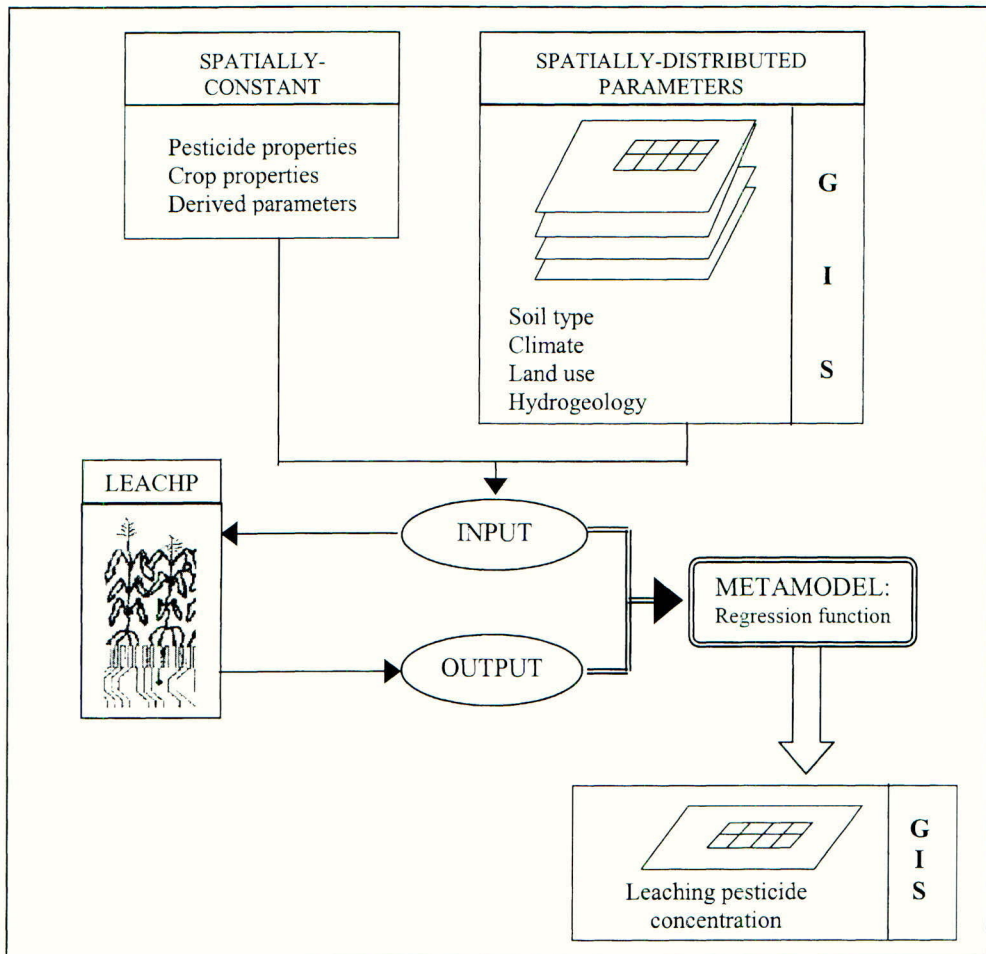 SPATIALLY-
CONSTANT
Pesticide properties
Crop properties
Derived parameters
SPATIALLY-DISTRIBUTED
PARAMETERS
G
I
S
Soil type
Climate
Land use
Hydrogeology
LEACHP
INPUT
OUTPUT
METAMODEL:
Regression function
Leaching pesticide
concentration
G
I
S